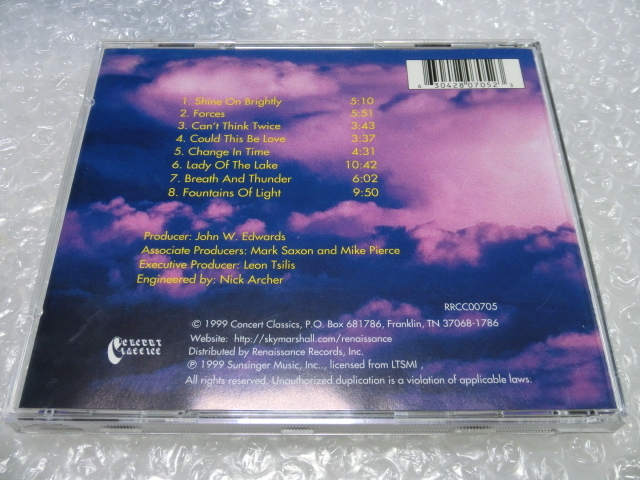 6 30428 07052 5
1. Shine On Brightly 5:10
2. Forces 5:51
3. Can't Think Twice 3:43
4. Could This Be Love 3:37
5. Change In Time 4:31
6. Lady Of The Lake 10:42
7. Breath And Thunder 6:02
8. Fountains Of Light 9:50
Producer: John W. Edwards
Associate Producers: Mark Saxon and Mike Pierce
Executive Producer: Leon Tsilis
Engineered by: Nick Archer
RRCC00705
© 1999 Concert Classics, P.O. Box 681786, Franklin, TN 37068-1786
Website: http://skymarshall.com/renaissance
Distributed by Renaissance Records, Inc.
℗ 1999 Sunsinger Music, Inc.., licensed from LTSMI ,
All rights reserved. Unauthorized duplication is a violation of applicable laws.
CONCERT
CLASSICS